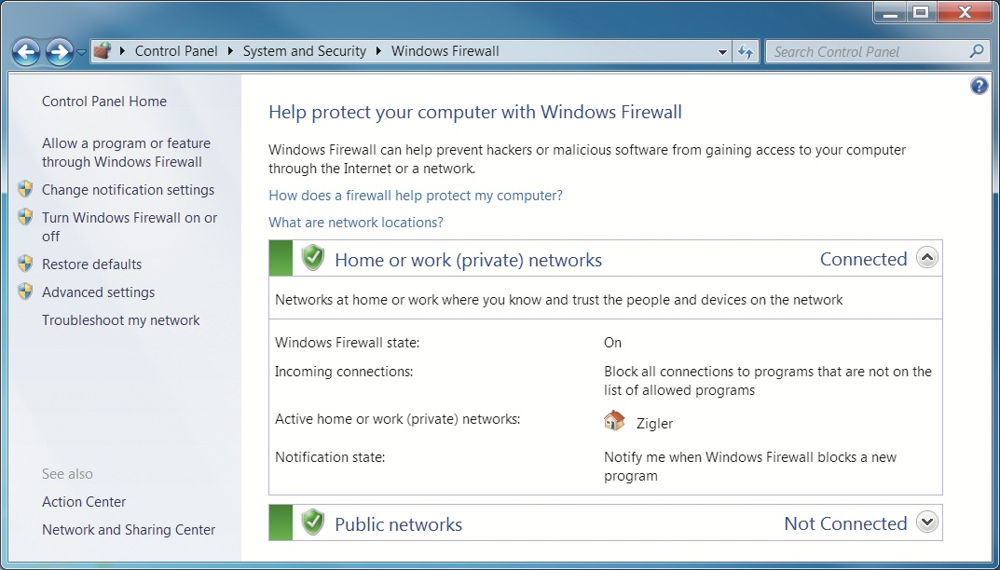 Control Panel
System and Security
Windows Firewall
Search Control Panel
Control Panel Home
Allow a program or feature
through Windows Firewall
Change notification settings
Turn Windows Firewall on or
off
Restore defaults
Advanced settings
Troubleshoot my network
See also
Action Center
Network and Sharing Center
Help protect your computer with Windows Firewall
Windows Firewall can help prevent hackers or malicious software from gaining access to your computer
through the Internet or a network.
How does a firewall help protect my computer?
What are network locations?
Home or work (private) networks Connected
Networks at home or work where you know and trust the people and devices on the network
Windows Firewall state: On
Incoming connections: Block all connections to programs that are not on the
list of allowed programs
Active home or work (private) networks: Zigler
Notification state: Notify me when Windows Firewall blocks a new
program
Public networks Not Connected